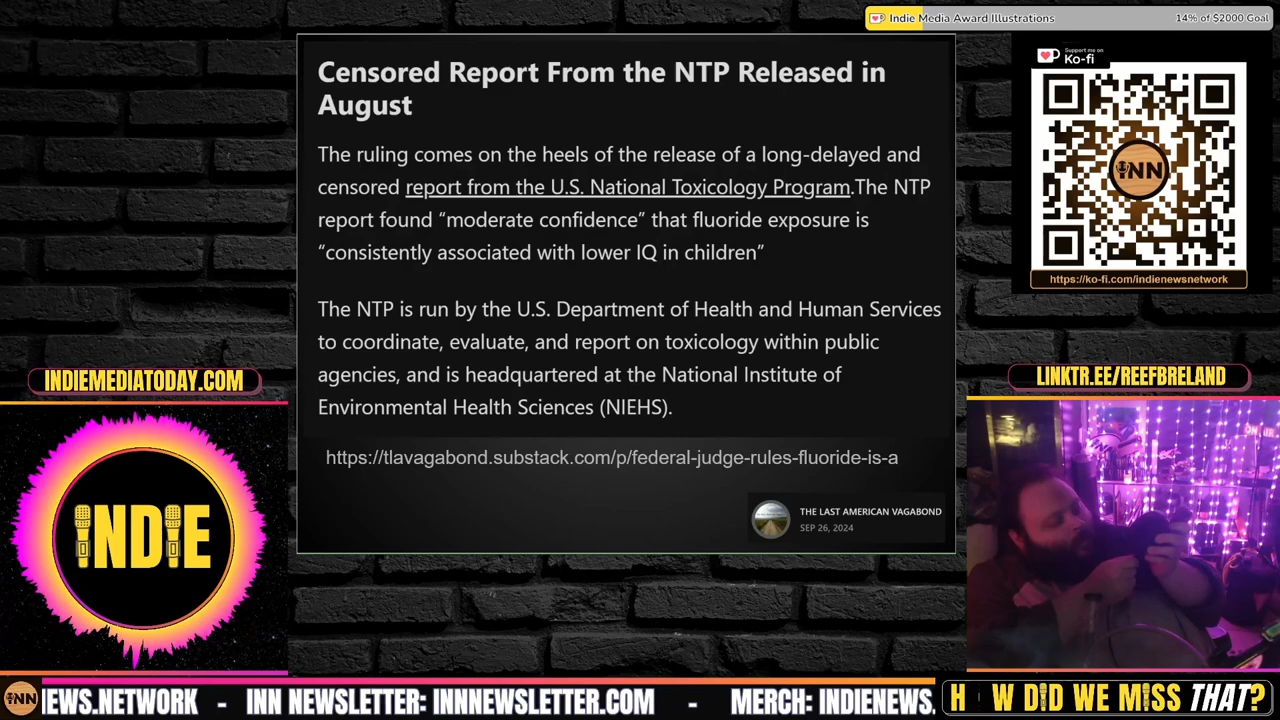 Indie Media Award Illustrations
14% of $2000 Goal
Censored Report From the NTP Released in
August
The ruling comes on the heels of the release of a long-delayed and
censored report from the U.S. National Toxicology Program.The NTP
report found “moderate confidence” that fluoride exposure is
“consistently associated with lower IQ in children”
The NTP is run by the U.S. Department of Health and Human Services
to coordinate, evaluate, and report on toxicology within public
agencies, and is headquartered at the National Institute of
Environmental Health Sciences (NIEHS).
https://tlavagabond.substack.com/p/federal-judge-rules-fluoride-is-a
THE LAST AMERICAN VAGABOND
SEP 26, 2024
Support me on
Ko-fi
INN
https://ko-fi.com/indienewsnetwork
INDIEMEDIATODAY.COM
LINKTR.EE/REEFBRELAND
INDIE
INN
IEWS.NETWORK - INN NEWSLETTER: INNNEWSLETTER.COM - MERCH: INDIENEWS.
H W DID WE MISS THAT?